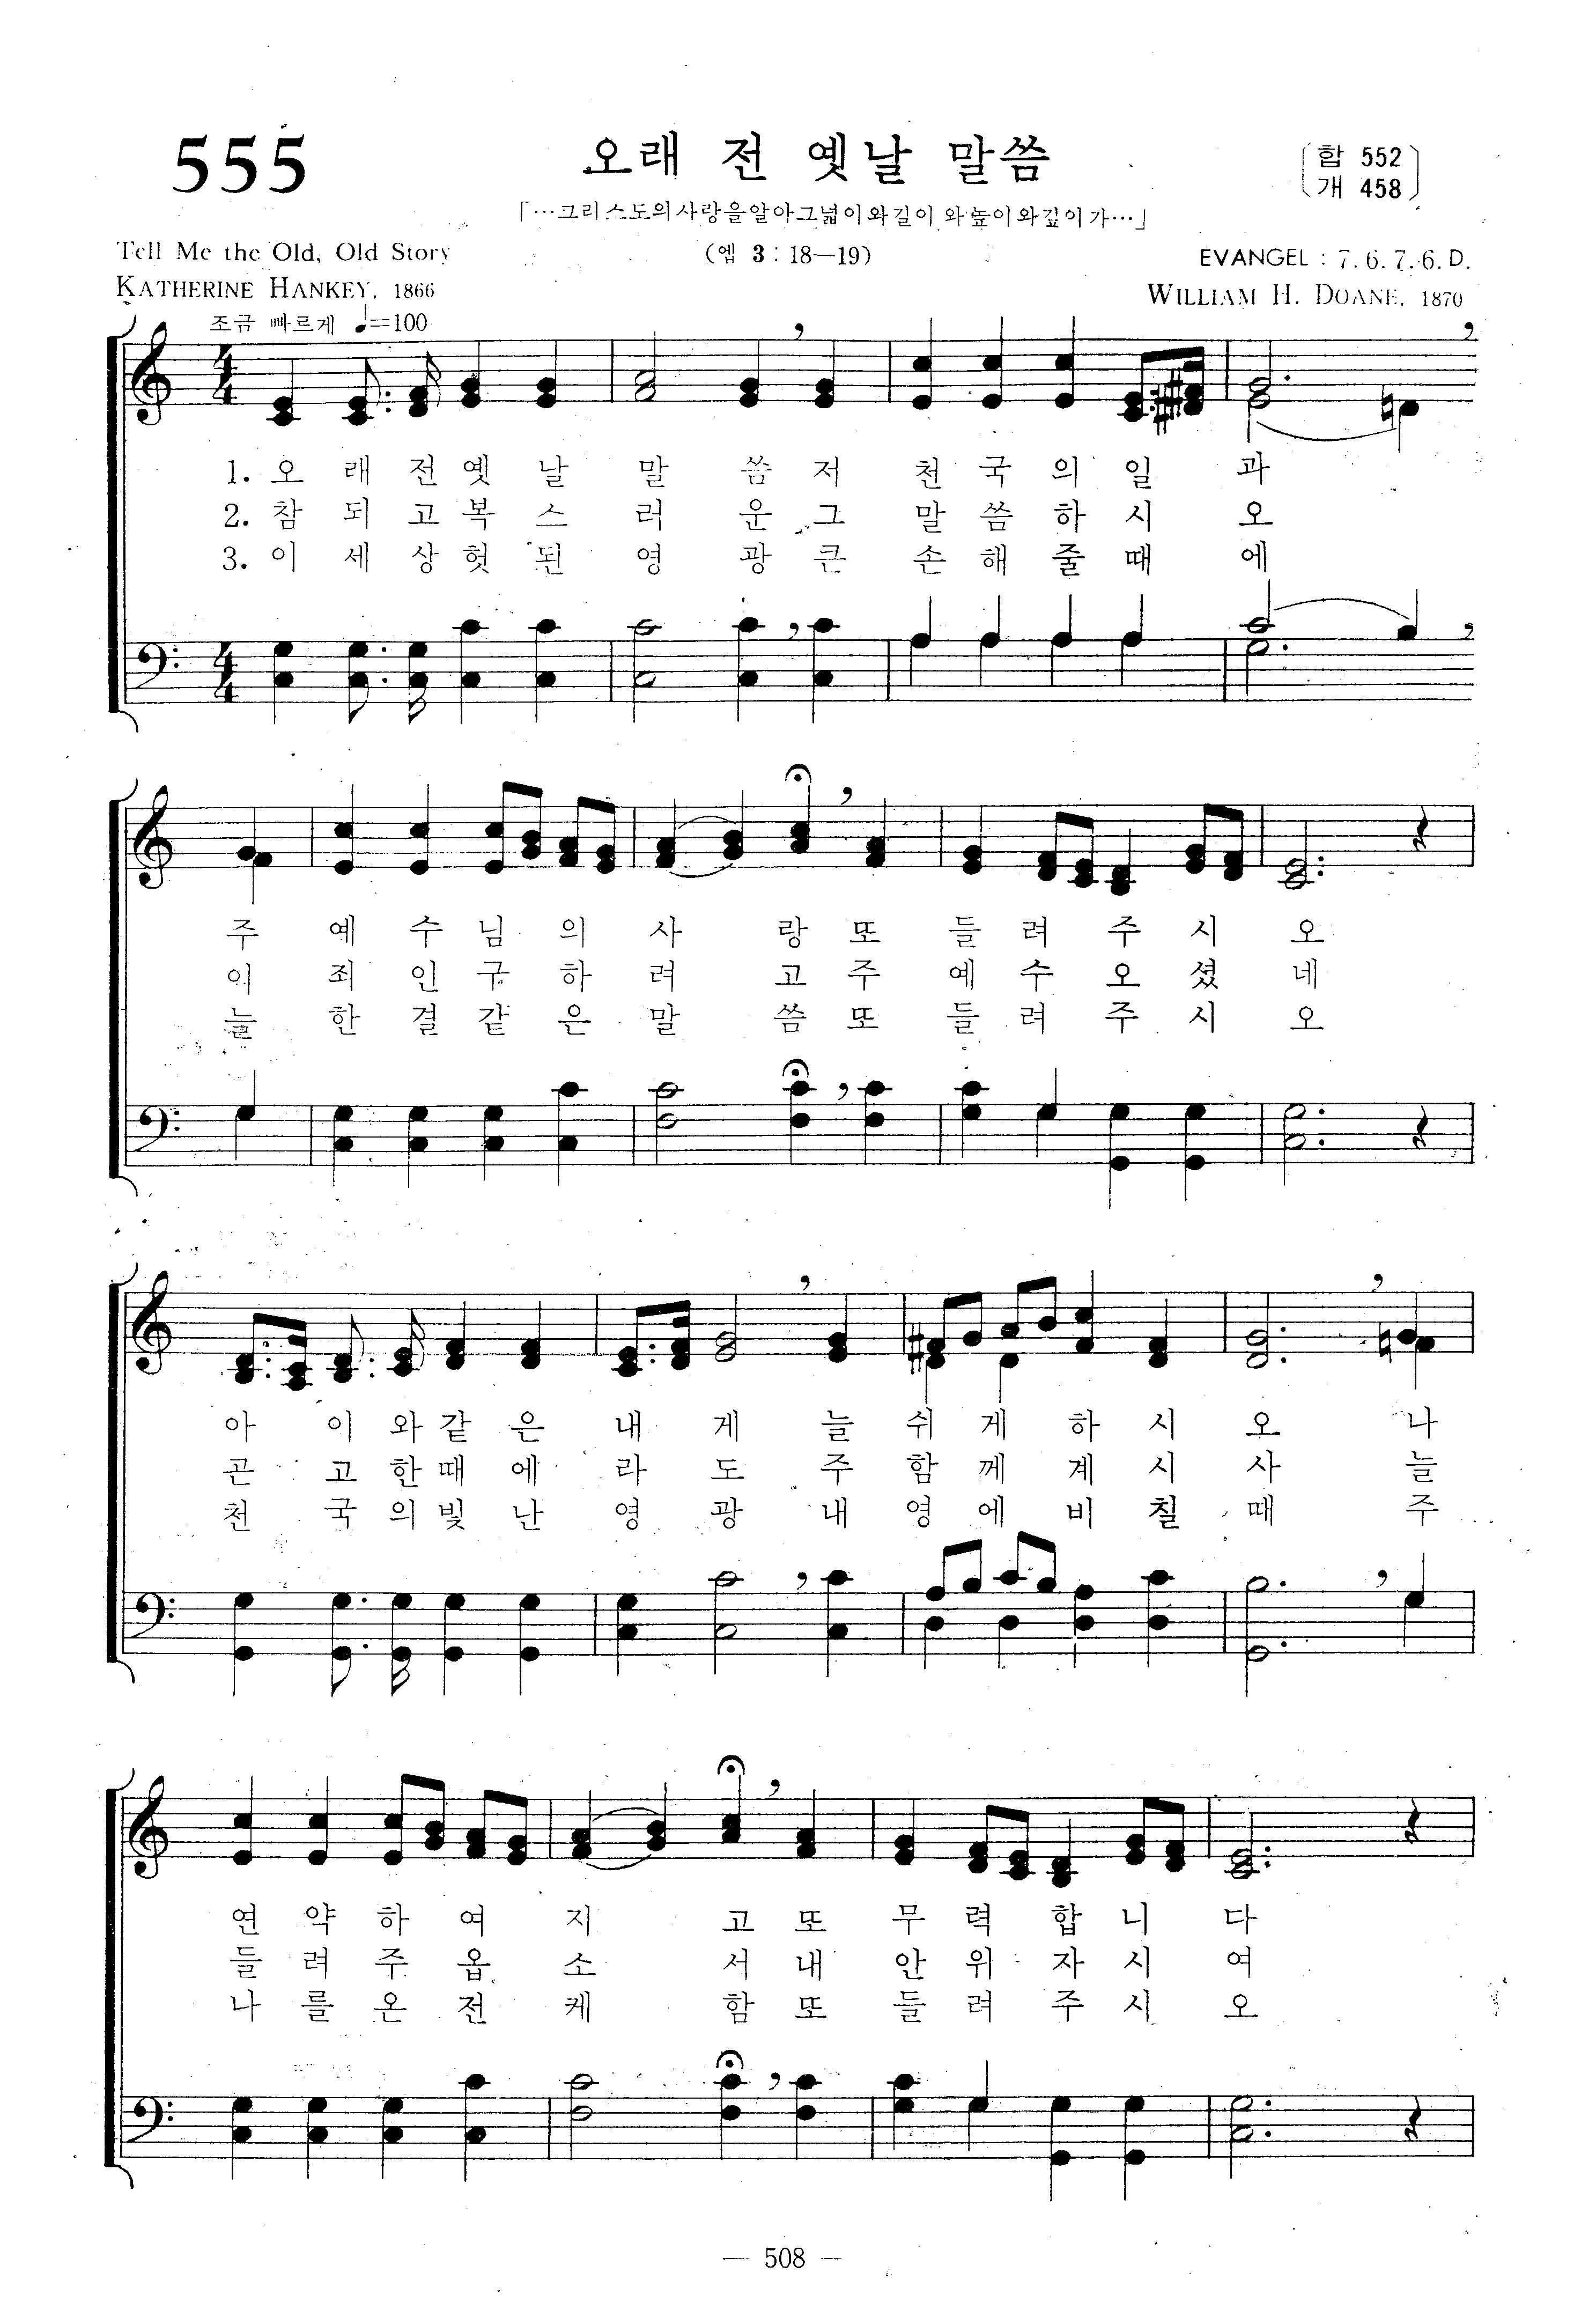 555
오래 전 옛날 말씀
합 552
개 458
「…그리스도의사랑을알아그넓이와길이와높이와깊이가…」
Tell Me the Old, Old Story
(엡 3:18—19)
EVANGEL : 7. 6. 7. 6. D.
KATHERINE HANKEY, 1866
WILLIAM H. DOANE, 1870
조금 빠르게 ♩=100
1. 오 래 전 옛 날 말 씀 저 천 국 의 일 과
2. 참 되 고 복 스 러 운 그 말 씀 하 시 오
3. 이 세 상 헛 된 영 광 큰 손 해 줄 때 에
주 예 수 님 의 사 랑 또 들 려 주 시 오
이 죄 인 구 하 려 고 주 예 수 오 셨 네
늘 한 결 같 은 말 씀 또 들 려 주 시 오
아 이 와 같 은 내 게 늘 쉬 게 하 시 오 나
곤 고 한 때 에 라 도 주 함 께 계 시 사 늘
천 국 의 빛 난 영 광 내 영 에 비 칠 때 주
연 약 하 여 지 고 또 무 력 합 니 다
들 려 주 옵 소 서 내 안 위 자 시 여
나 를 온 전 케 함 또 들 려 주 시 오
— 508 —